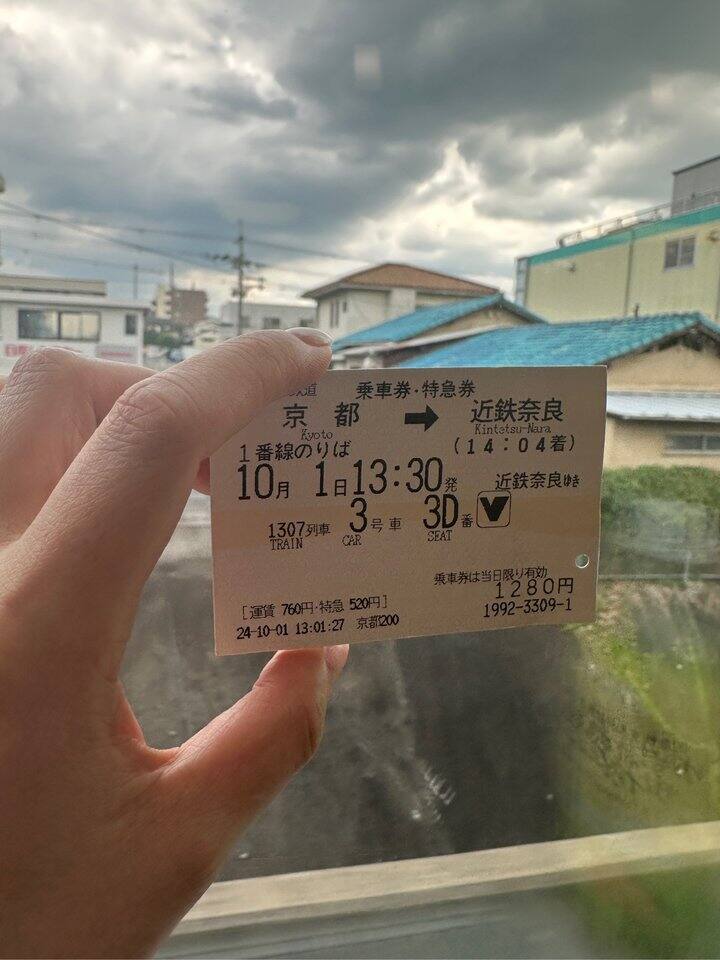 乗車券・特急券
京都 ➡ 近鉄奈良
Kyoto Kintetsu-Nara
1番線のりば (14:04着)
10月 1日 13:30発 近鉄奈良ゆき
1307列車 3号車 3D番 V
TRAIN CAR SEAT
乗車券は当日限り有効
1280円
[運賃 760円・特急 520円] 1992-3309-1
24-10-01 13:01:27 京都200